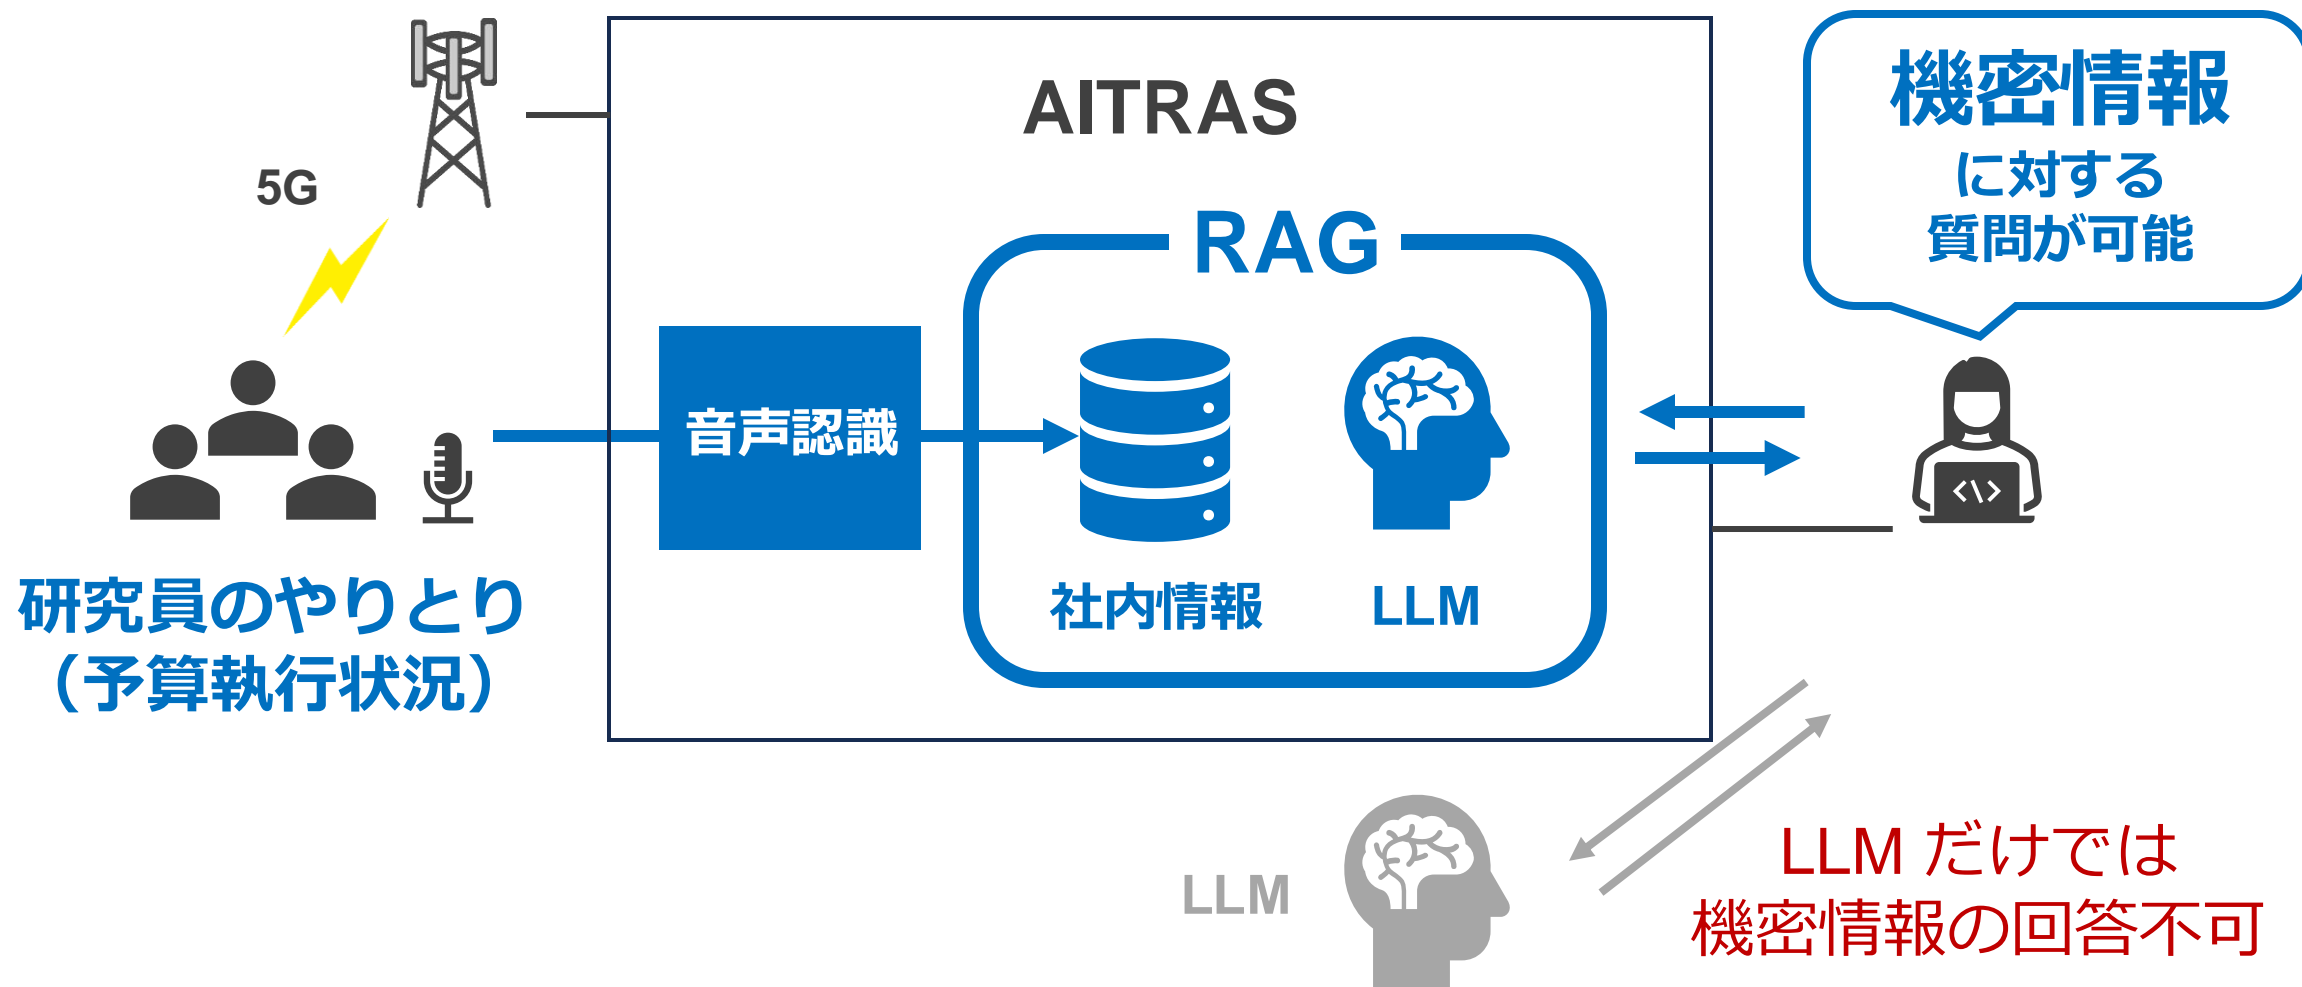 AITRAS
5G
RAG
音声認識
社内情報
LLM
研究員のやりとり
（予算執行状況）
機密情報
に対する
質問が可能
LLM
LLM だけでは
機密情報の回答不可